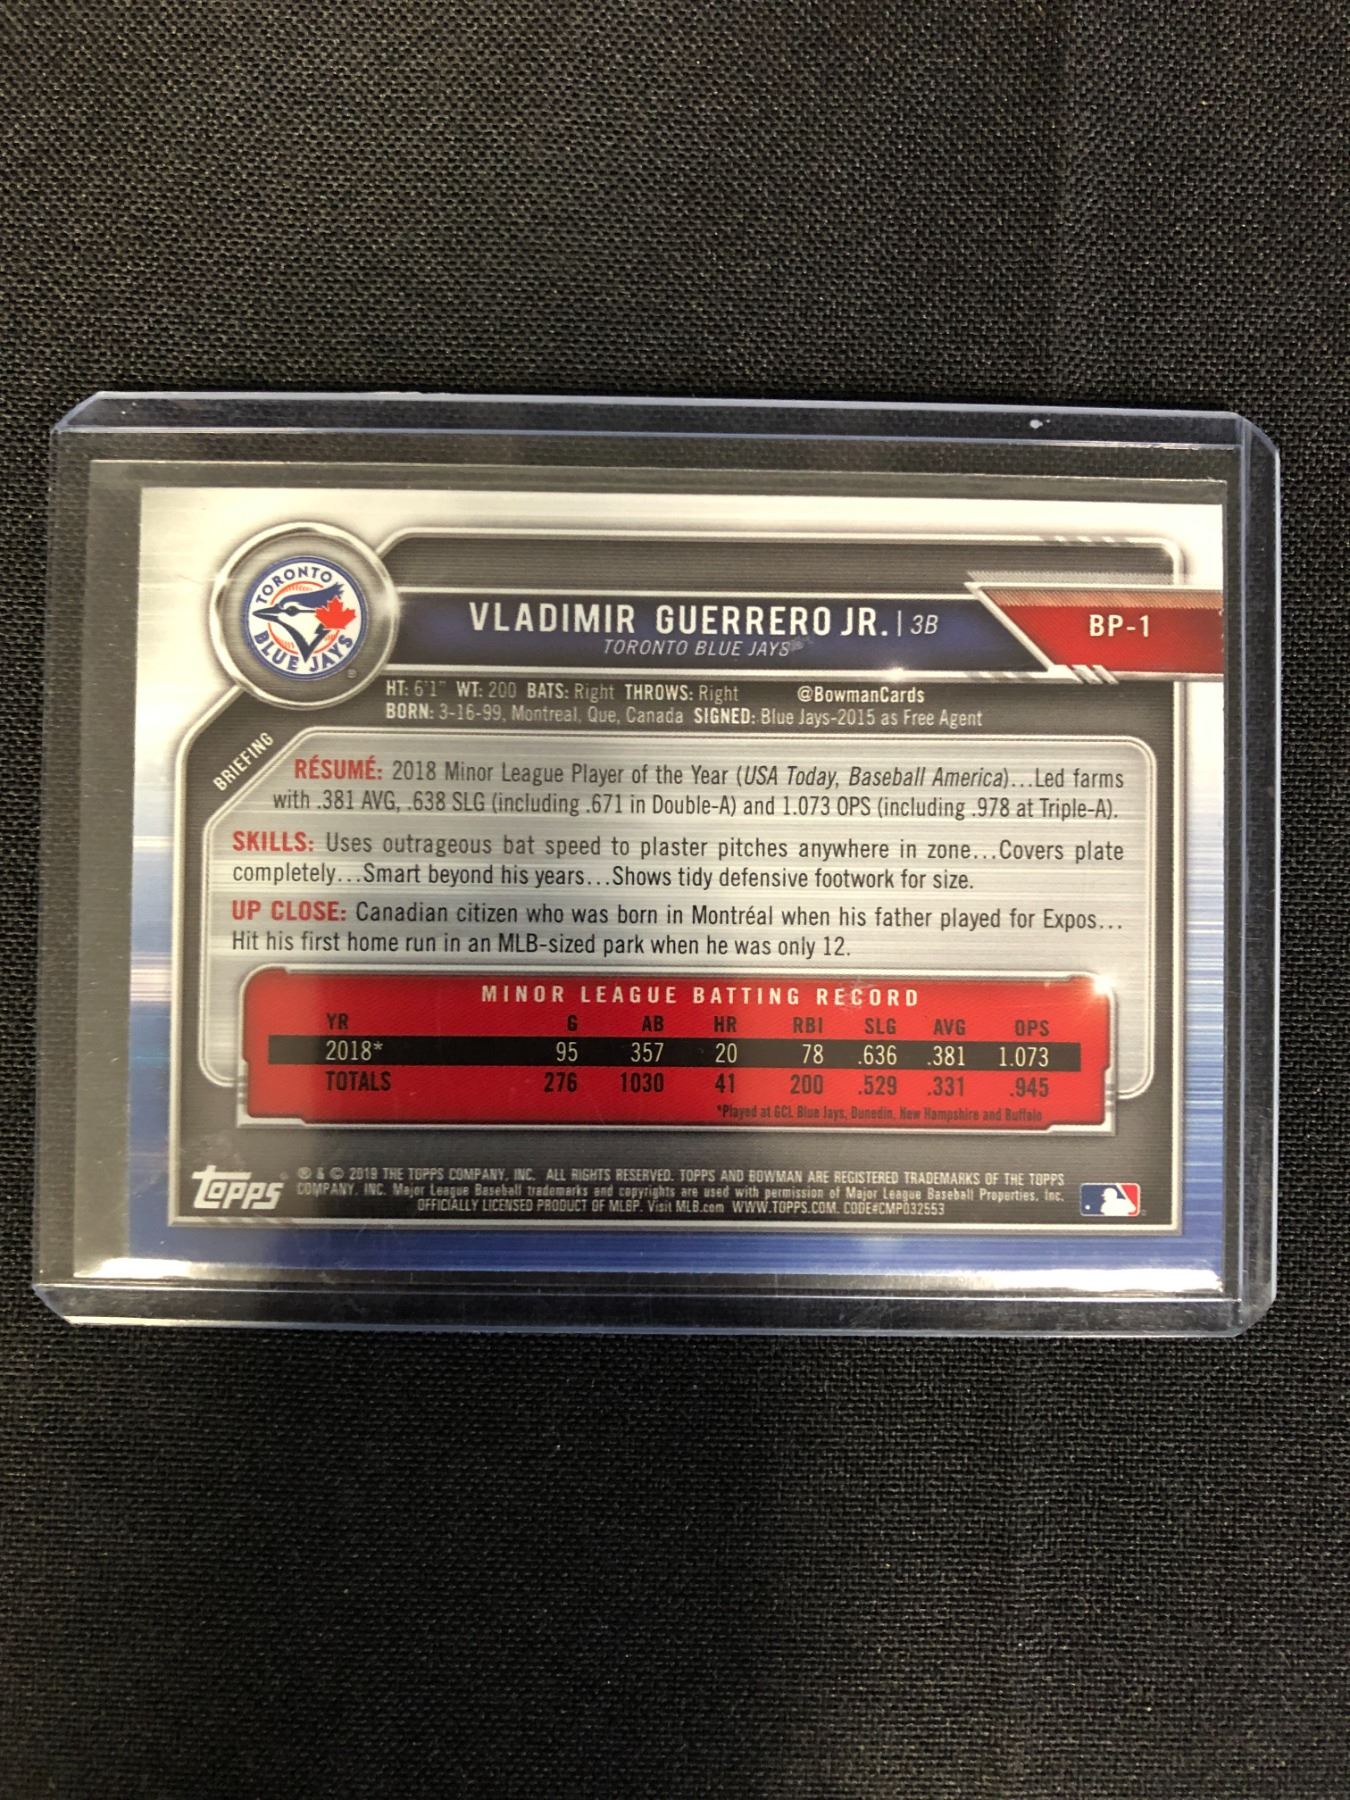 TORONTO
BLUE JAYS
VLADIMIR GUERRERO JR. | 3B
BP-1
TORONTO BLUE JAYS
HT: 6'1" WT: 200 BATS: Right THROWS: Right @BowmanCards
BORN: 3-16-99, Montreal, Que, Canada SIGNED: Blue Jays-2015 as Free Agent
BRIEFING
RÉSUMÉ: 2018 Minor League Player of the Year (USA Today, Baseball America)...Led farms
with .381 AVG, .638 SLG (including .671 in Double-A) and 1.073 OPS (including .978 at Triple-A).
SKILLS: Uses outrageous bat speed to plaster pitches anywhere in zone...Covers plate
completely...Smart beyond his years...Shows tidy defensive footwork for size.
UP CLOSE: Canadian citizen who was born in Montréal when his father played for Expos...
Hit his first home run in an MLB-sized park when he was only 12.
MINOR LEAGUE BATTING RECORD
YR G AB HR RBI SLG AVG OPS
2018* 95 357 20 78 .636 .381 1.073
TOTALS 276 1030 41 200 .529 .331 .945
*Played at GCL Blue Jays, Dunedin, New Hampshire and Buffalo
Topps
® & © 2019 THE TOPPS COMPANY, INC. ALL RIGHTS RESERVED. TOPPS AND BOWMAN ARE REGISTERED TRADEMARKS OF THE TOPPS
COMPANY. INC. Major League Baseball trademarks and copyrights are used with permission of Major League Baseball Properties, Inc.
OFFICIALLY LICENSED PRODUCT OF MLBP. Visit MLB.com WWW.TOPPS.COM. CODE#CMP032553